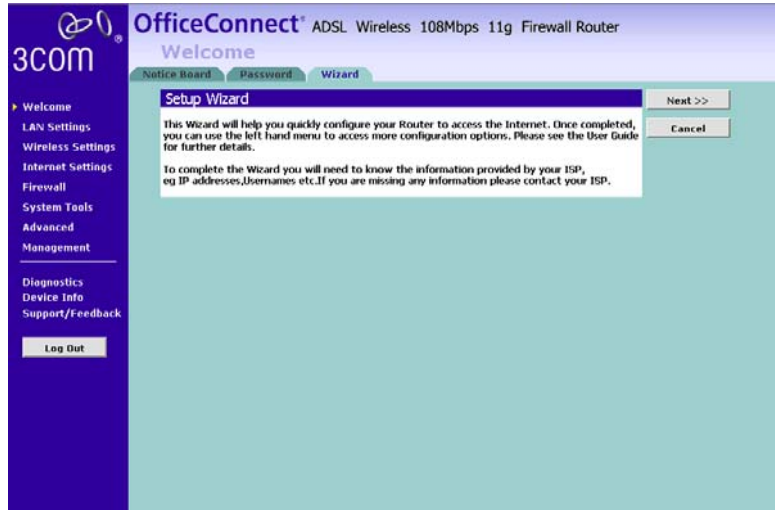 3COM
OfficeConnect® ADSL Wireless 108Mbps 11g Firewall Router
Welcome
Notice Board
Password
Wizard
Welcome
LAN Settings
Wireless Settings
Internet Settings
Firewall
System Tools
Advanced
Management
Diagnostics
Device Info
Support/Feedback
Log Out
Setup Wizard
This Wizard will help you quickly configure your Router to access the Internet. Once completed,
you can use the left hand menu to access more configuration options. Please see the User Guide
for further details.
To complete the Wizard you will need to know the information provided by your ISP,
eg IP addresses,Usernames etc.If you are missing any information please contact your ISP.
Next >>
Cancel